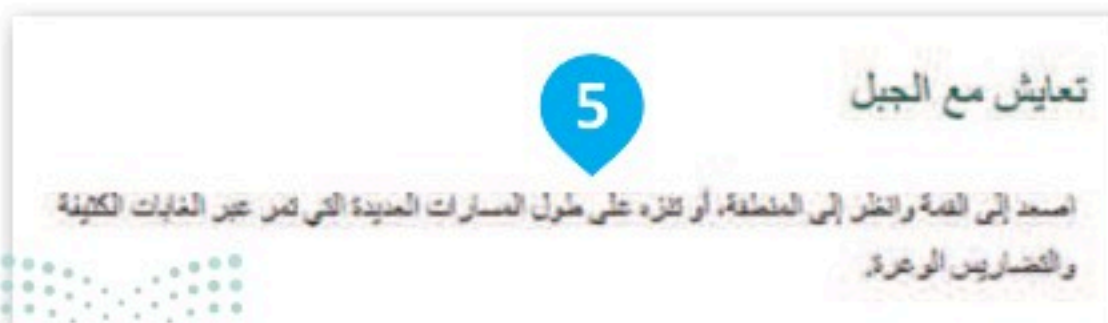 تعايش مع الجبل
5
اصعد إلى القمة وانظر إلى المنطقة، أو تنزه على طول المسارات العديدة التي تمر عبر الغابات الكثيفة
والتضاريس الوعرة.